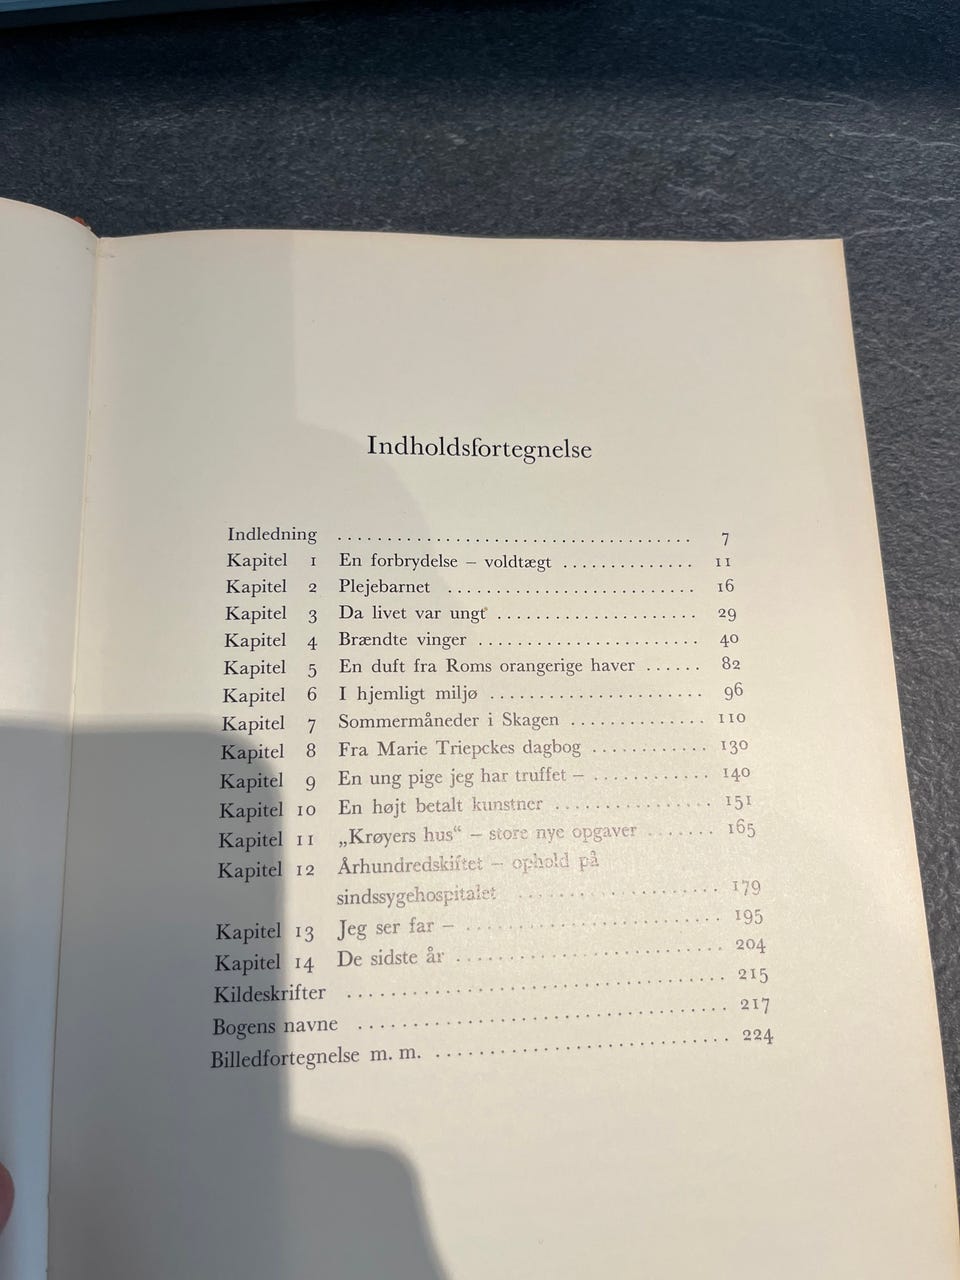 Indholdsfortegnelse
Indledning .................................... 7
Kapitel 1 En forbrydelse – voldtægt .............. 11
Kapitel 2 Plejebarnet ......................... 16
Kapitel 3 Da livet var ungt .................... 29
Kapitel 4 Brændte vinger ...................... 40
Kapitel 5 En duft fra Roms orangerige haver ...... 82
Kapitel 6 I hjemligt miljø ...................... 96
Kapitel 7 Sommermåneder i Skagen .............. 110
Kapitel 8 Fra Marie Triepckes dagbog ............ 130
Kapitel 9 En ung pige jeg har truffet – ............ 140
Kapitel 10 En højt betalt kunstner ................ 151
Kapitel 11 „Krøyers hus“ – store nye opgaver ....... 165
Kapitel 12 Århundredskiftet – ophold på
sindssygehospitalet .................... 179
Kapitel 13 Jeg ser far – .......................... 195
Kapitel 14 De sidste år .......................... 204
Kildeskrifter .................................... 215
Bogens navne ................................... 217
Billedfortegnelse m. m. ............................ 224